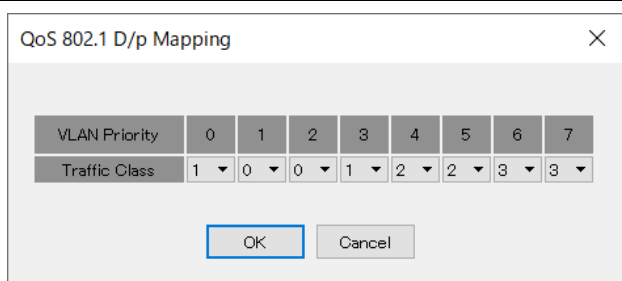 QoS 802.1 D/p Mapping
VLAN Priority 0 1 2 3 4 5 6 7
Traffic Class 1 0 0 1 2 2 3 3
OK Cancel